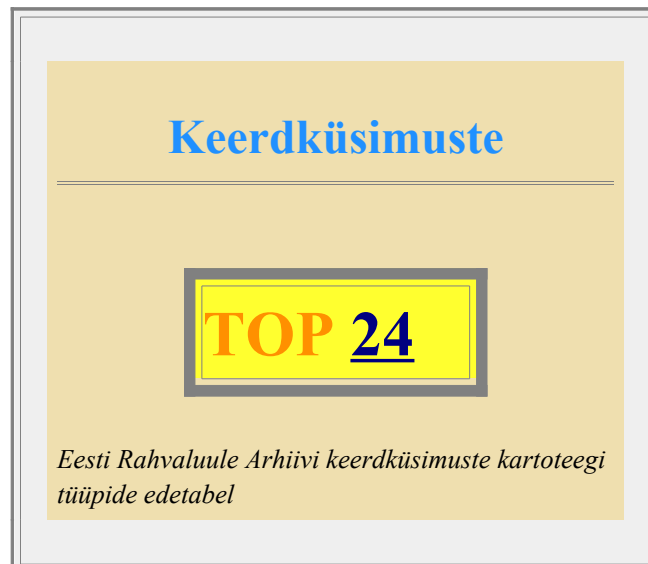 Keerdküsimuste
TOP 24
Eesti Rahvaluule Arhiivi keerdküsimuste kartoteegi
tüüpide edetabel